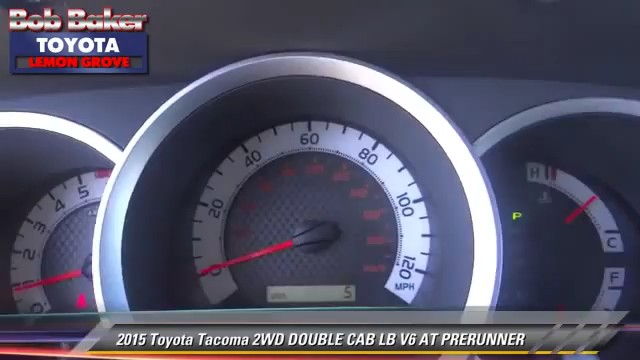 Bob Baker
TOYOTA
LEMON GROVE
0 20 40 60 80 100 120
MPH
5
0 1 2 3 4 5
P
H
C
F
2015 Toyota Tacoma 2WD DOUBLE CAB LB V6 AT PRERUNNER